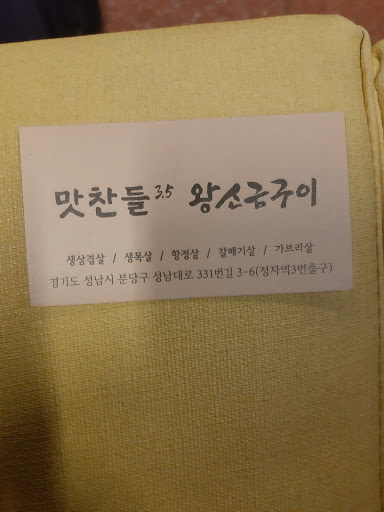 맛찬들 3.5 왕소금구이
생삼겹살 / 생목살 / 항정살 / 갈매기살 / 가브리살
경기도 성남시 분당구 성남대로 331번길 3-6(정자역3번출구)